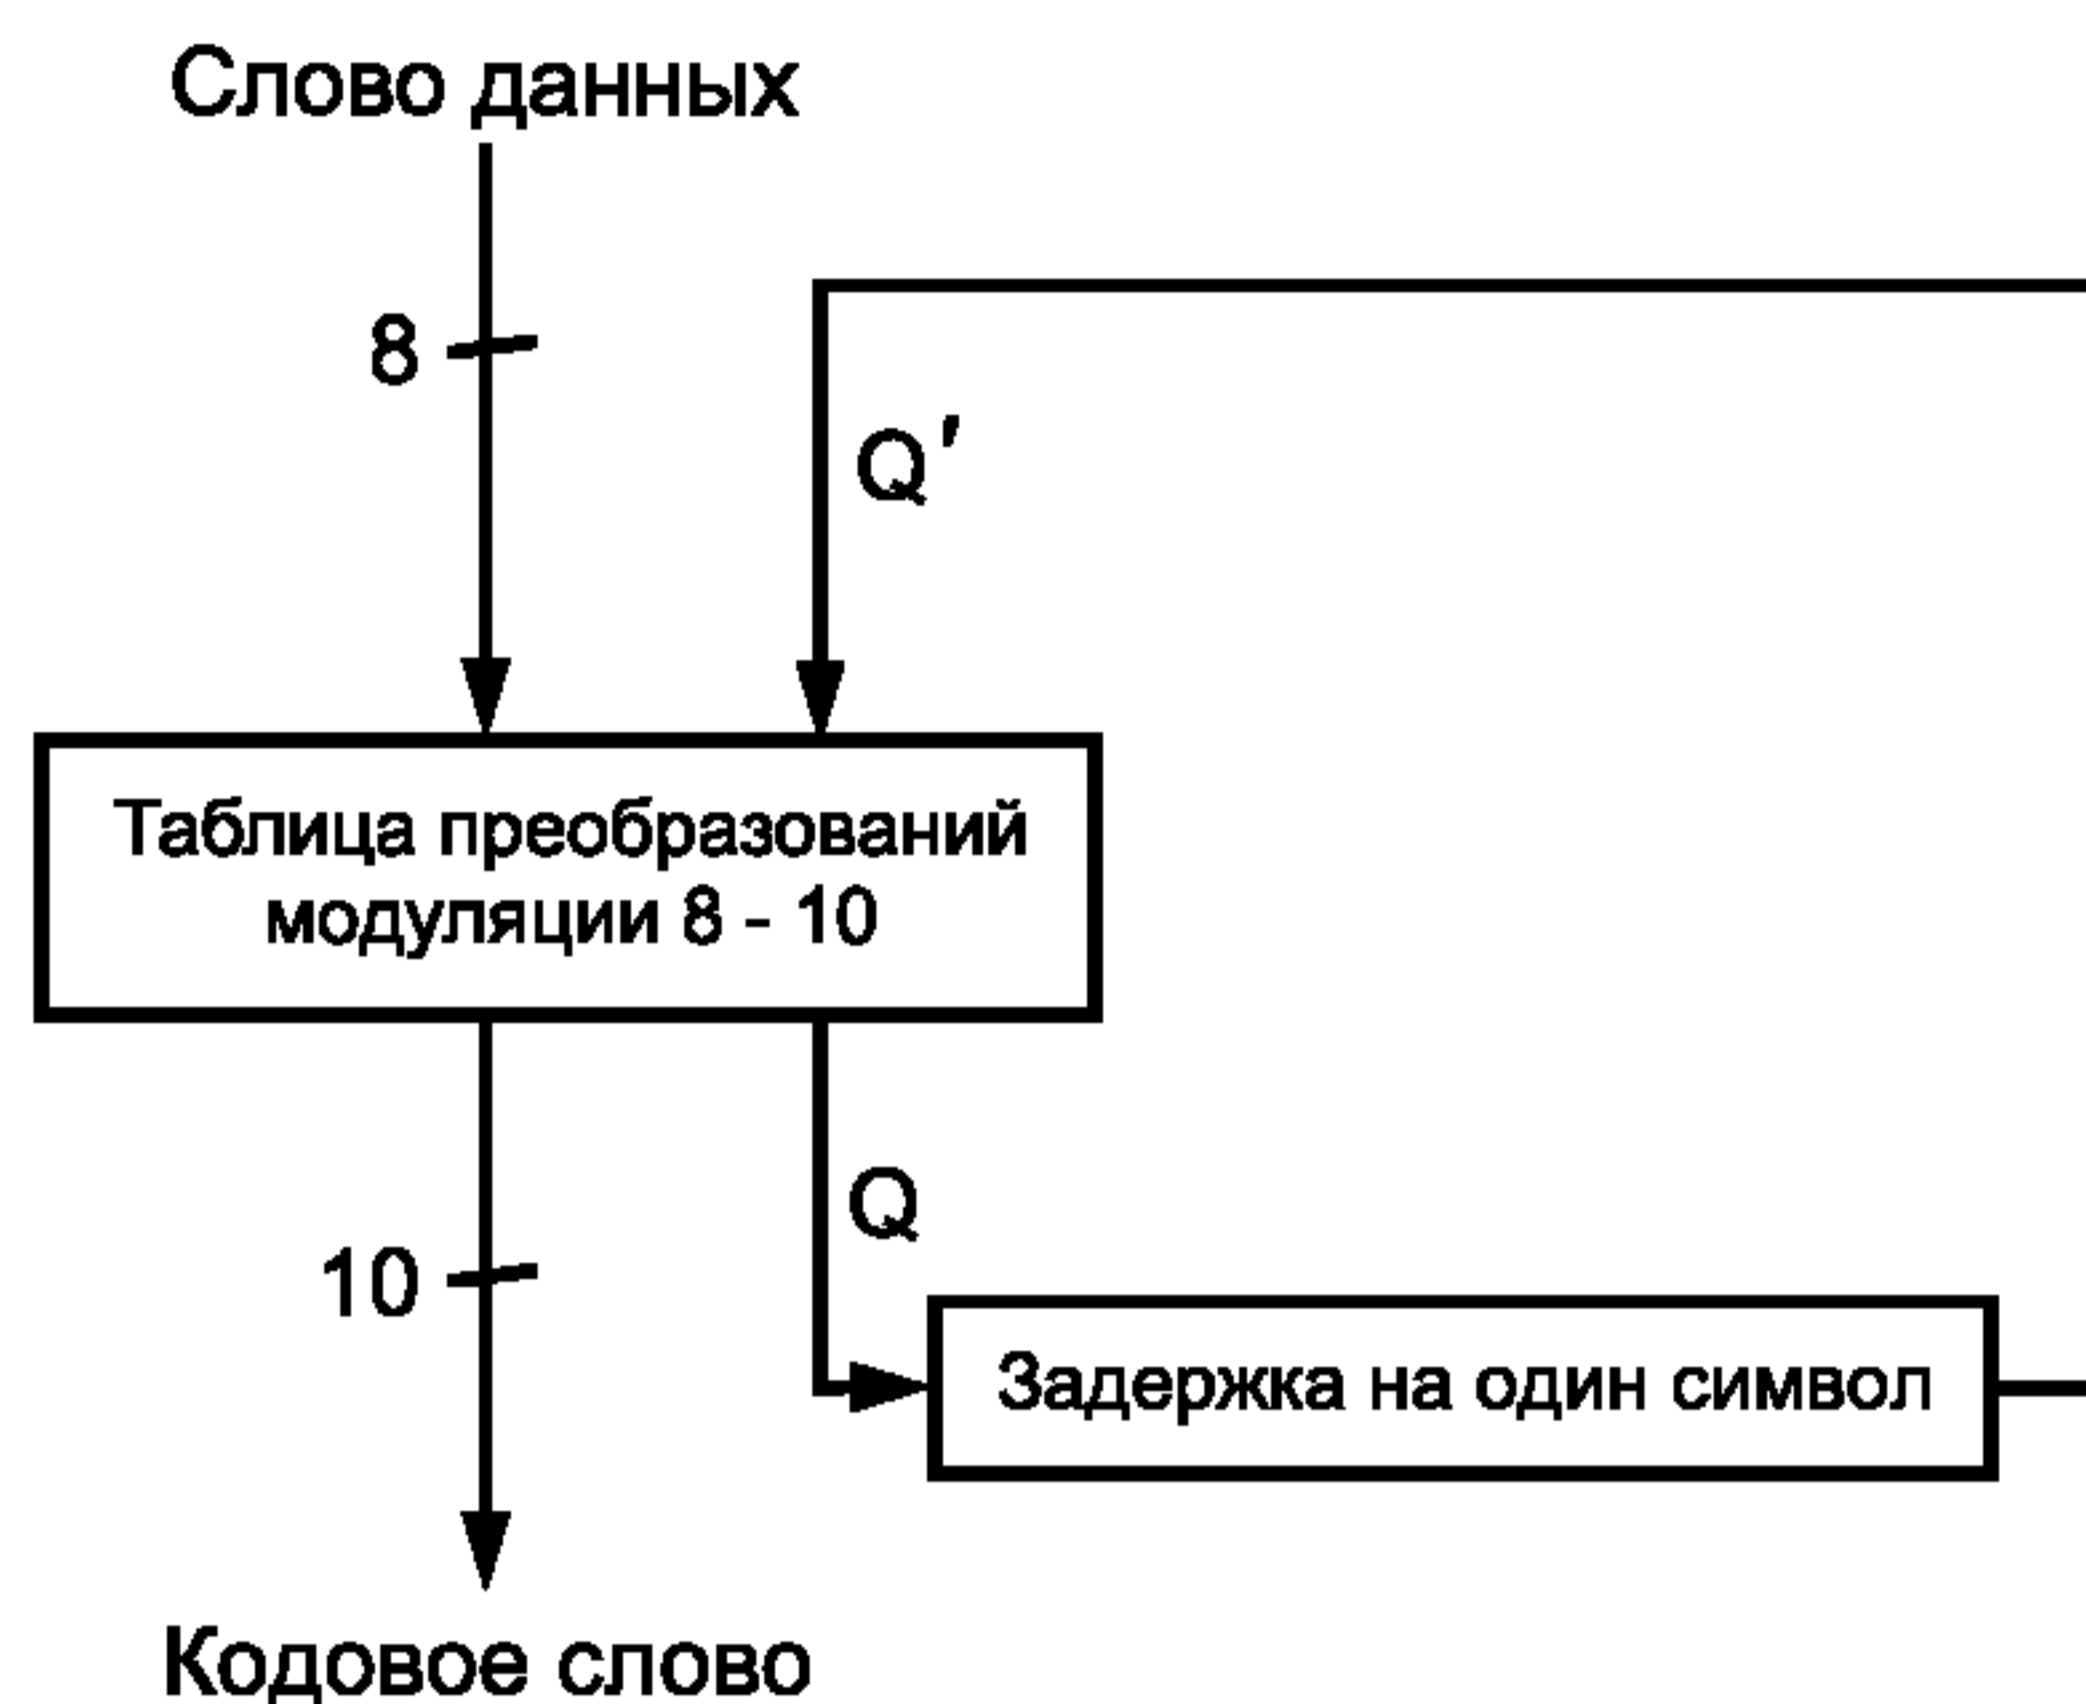 Слово данных
8
Q'
Таблица преобразований
модуляции 8 - 10
Q
10
Задержка на один символ
Кодовое слово